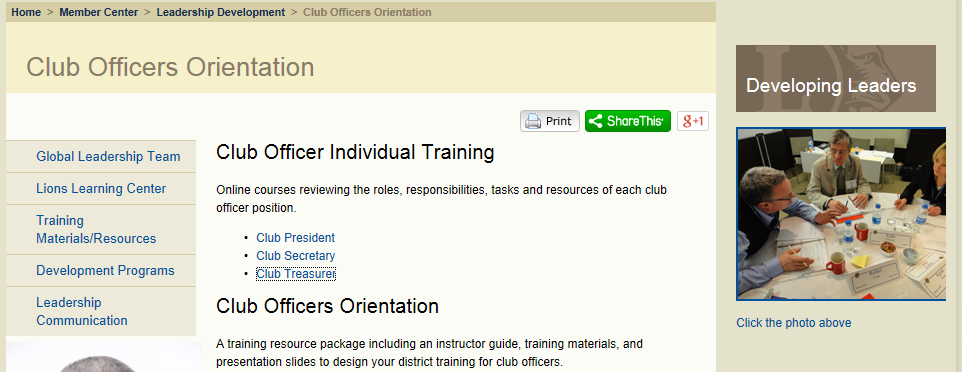 Home > Member Center > Leadership Development > Club Officers Orientation
Club Officers Orientation
Print
ShareThis
g+1
Global Leadership Team
Lions Learning Center
Training
Materials/Resources
Development Programs
Leadership
Communication
Club Officer Individual Training
Online courses reviewing the roles, responsibilities, tasks and resources of each club
officer position.
• Club President
• Club Secretary
• Club Treasurer
Club Officers Orientation
A training resource package including an instructor guide, training materials, and
presentation slides to design your district training for club officers.
Developing Leaders
Click the photo above